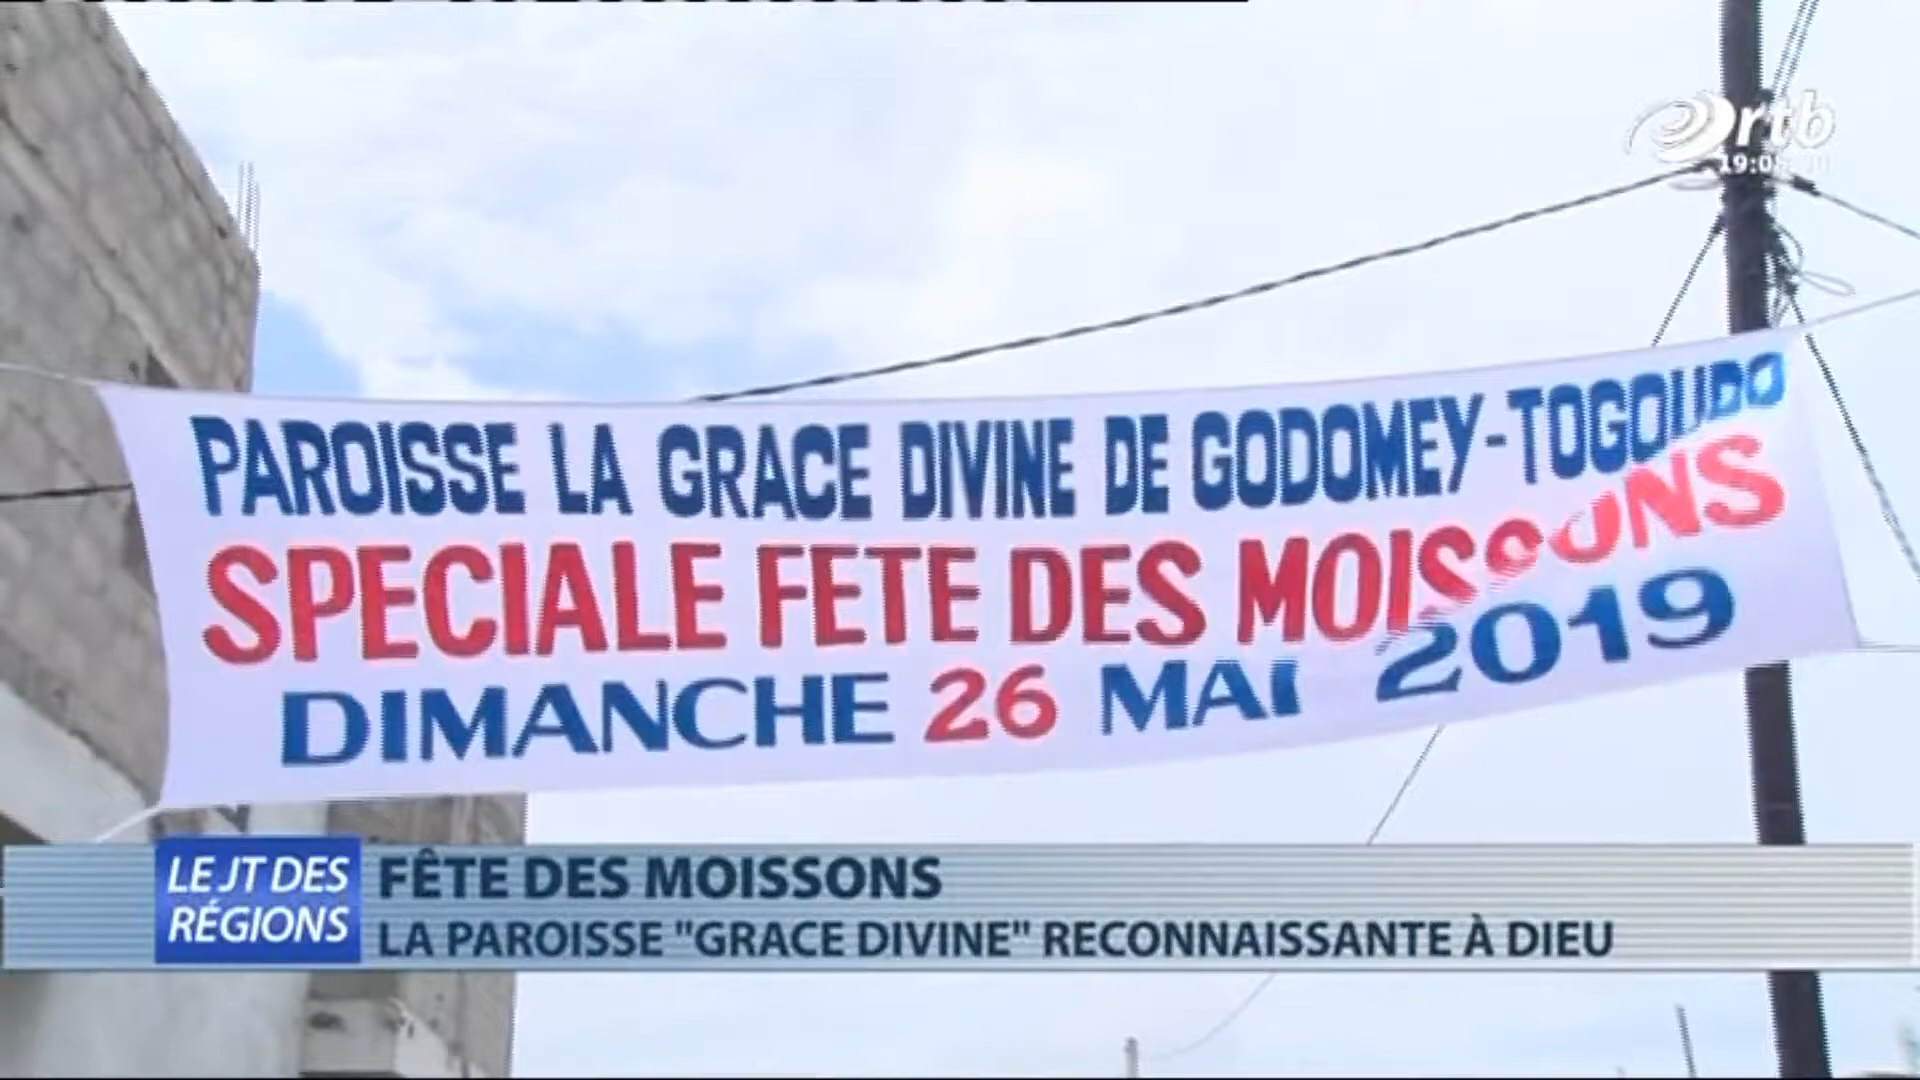 ortb
PAROISSE LA GRACE DIVINE DE GODOMEY-TOGOUDO
SPECIALE FETE DES MOISSONS
DIMANCHE 26 MAI 2019
LE JT DES
RÉGIONS
FÊTE DES MOISSONS
LA PAROISSE "GRACE DIVINE" RECONNAISSANTE À DIEU